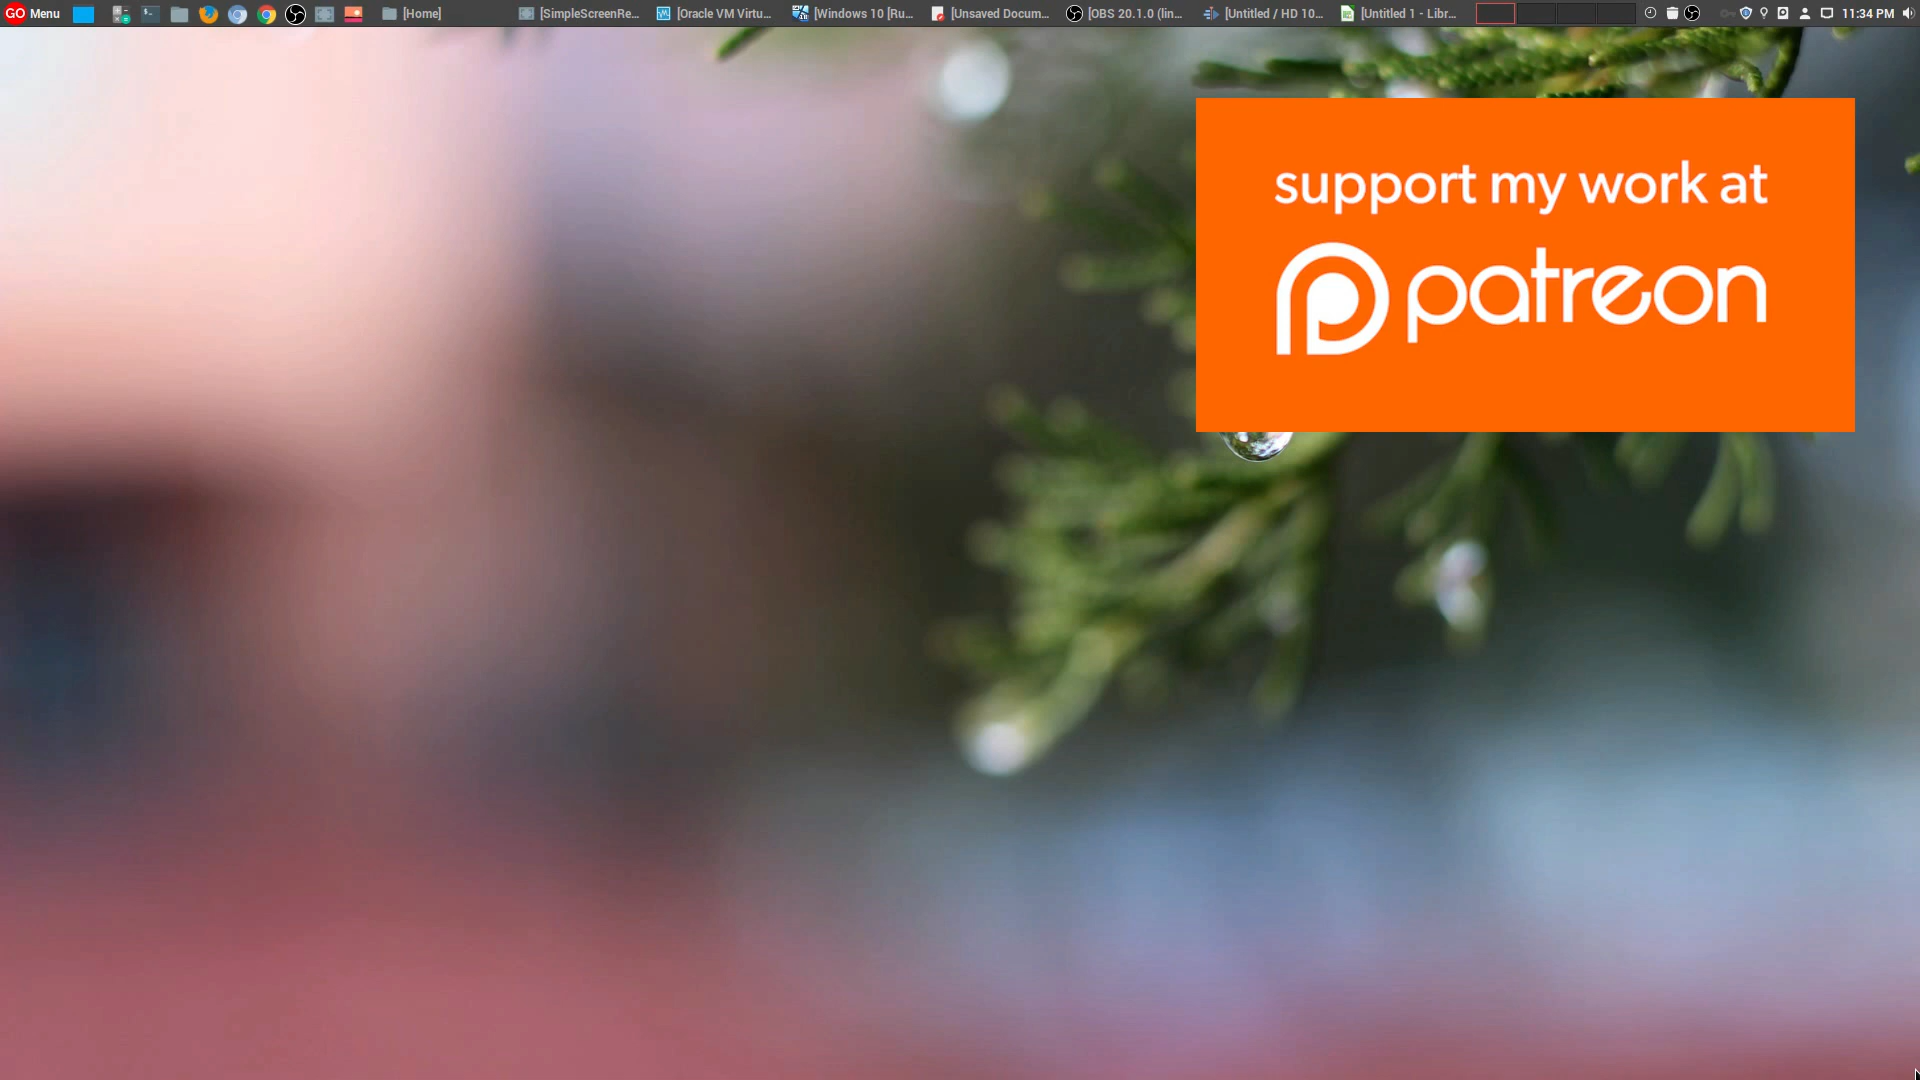 GO Menu [Home] [SimpleScreenRe... [Oracle VM Virtu... [Windows 10 [Ru... [Unsaved Docum... [OBS 20.1.0 (lin... [Untitled / HD 10... [Untitled 1 - Libr... 11:34 PM
support my work at
patreon